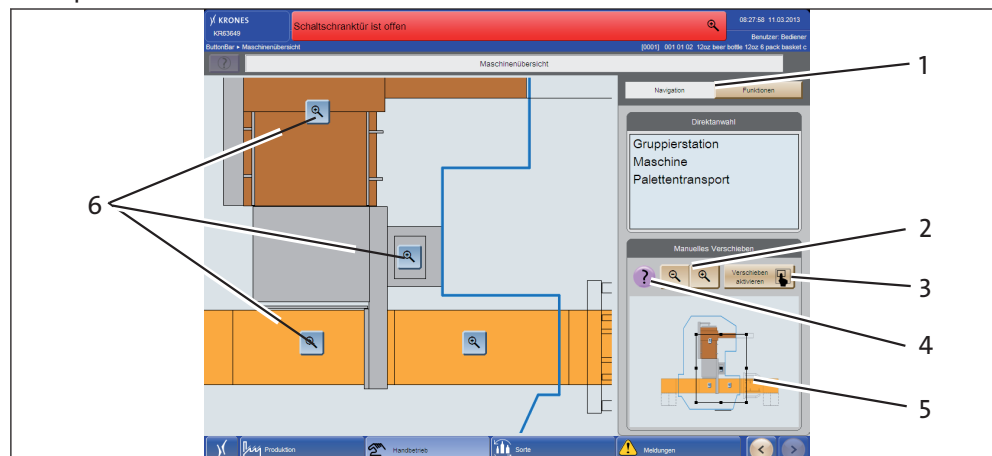 KRONES
KR63649
Schaltschranktür ist offen
08:27:58 11.03.2013
Benutzer: Bediener
ButtonBar ▸ Maschinenübersicht
[0001] 001 01 02 12oz beer bottle 12oz 6 pack basket c
?
Maschinenübersicht
Navigation
Funktionen
1
Direktanwahl
Gruppierstation
Maschine
Palettentransport
6
Manuelles Verschieben
2
?
Verschieben
aktivieren
3
4
5
Produktion
Handbetrieb
Sorte
Meldungen